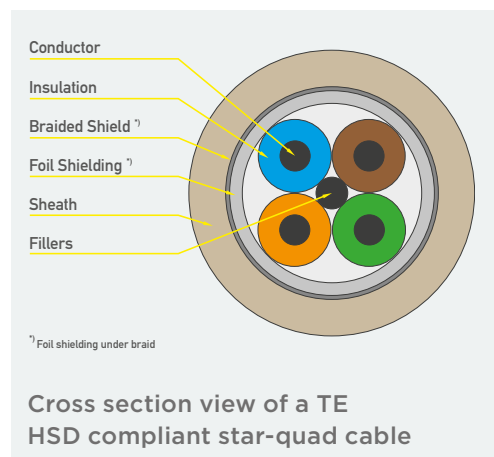 Conductor
Insulation
Braided Shield *)
Foil Shielding *)
Sheath
Fillers
*) Foil shielding under braid
Cross section view of a TE
HSD compliant star-quad cable